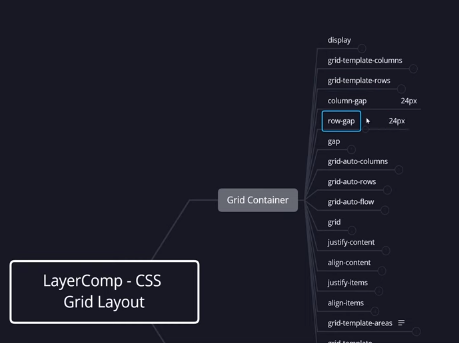 display
grid-template-columns
grid-template-rows
column-gap 24px
row-gap 24px
gap
grid-auto-columns
grid-auto-rows
grid-auto-flow
grid
justify-content
align-content
justify-items
align-items
grid-template-areas
grid-template
Grid Container
LayerComp - CSS
Grid Layout